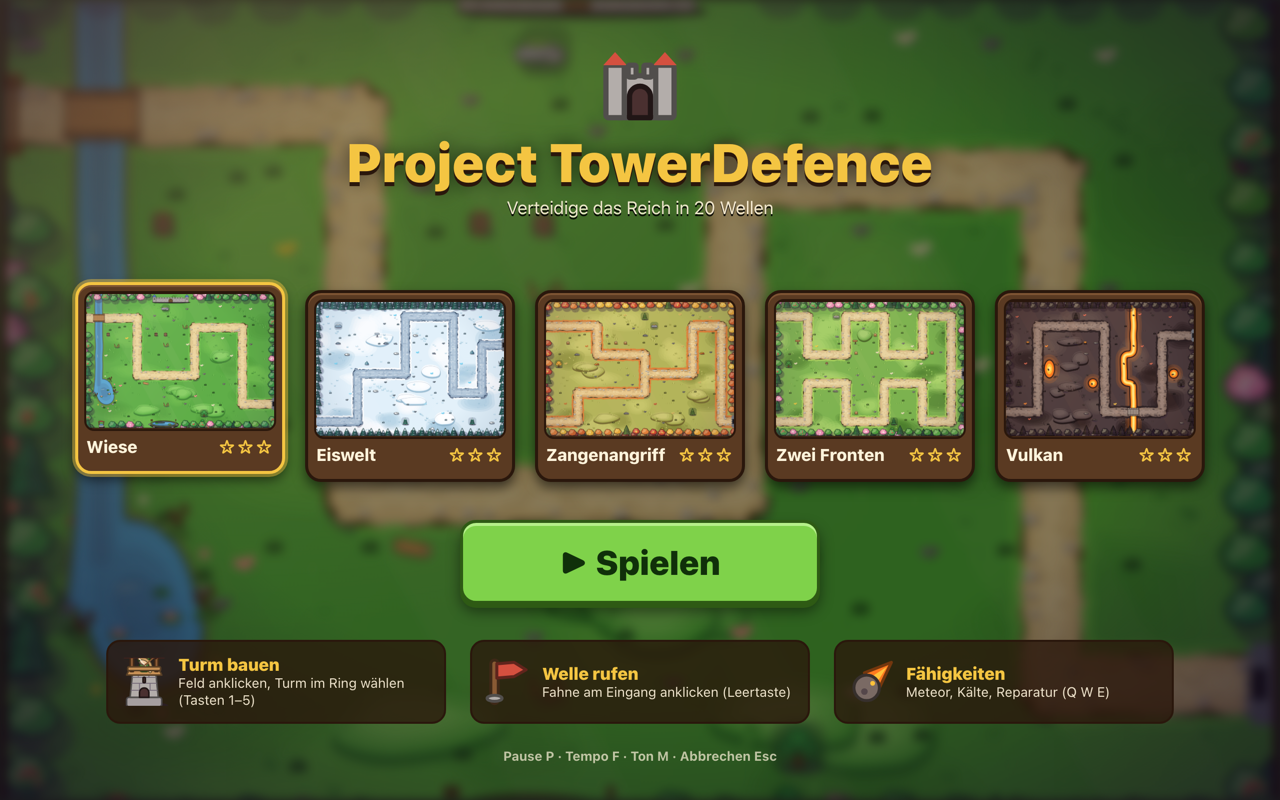 Project TowerDefence
Verteidige das Reich in 20 Wellen
Wiese
Eiswelt
Zangenangriff
Zwei Fronten
Vulkan
Spielen
Turm bauen
Feld anklicken, Turm im Ring wählen
(Tasten 1–5)
Welle rufen
Fahne am Eingang anklicken (Leertaste)
Fähigkeiten
Meteor, Kälte, Reparatur (Q W E)
Pause P · Tempo F · Ton M · Abbrechen Esc